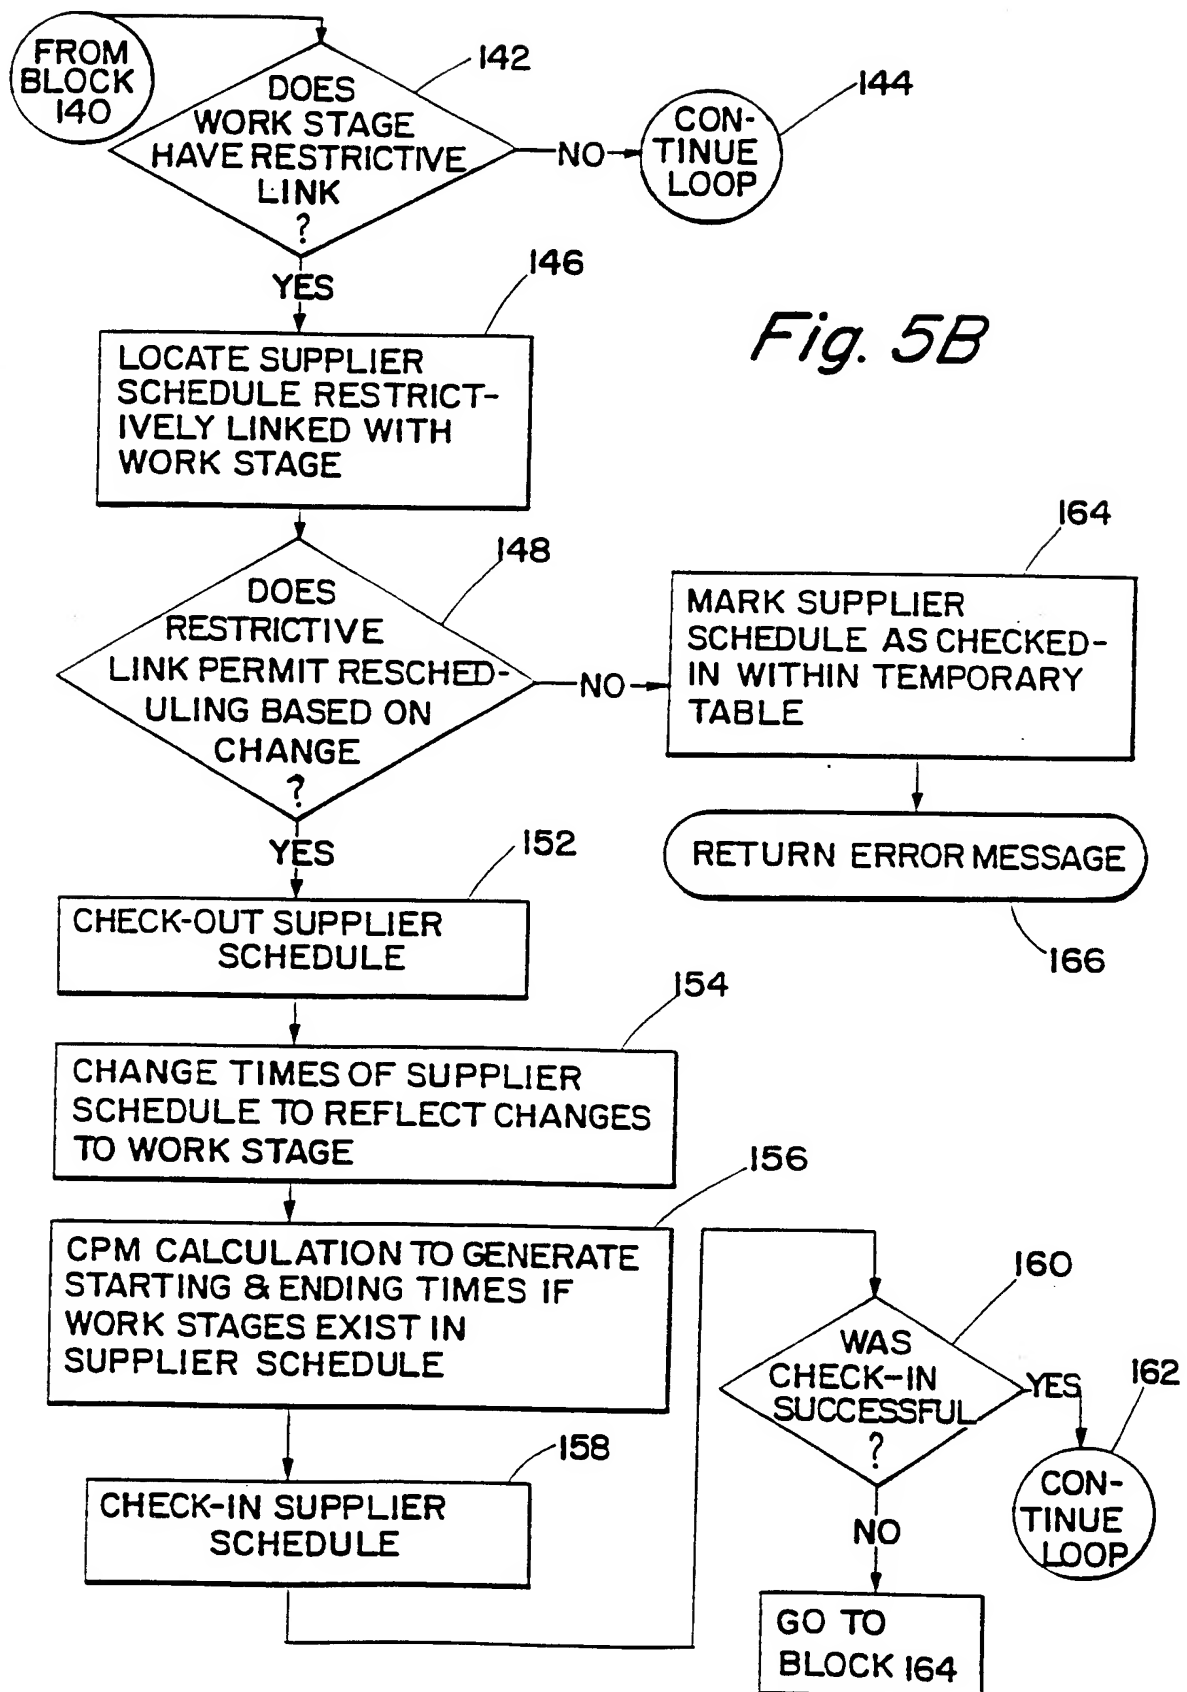 FROM
BLOCK
140
142
DOES
WORK STAGE
HAVE RESTRICTIVE
LINK
?
NO
CON-
TINUE
LOOP
144
YES
146
LOCATE SUPPLIER
SCHEDULE RESTRICT-
IVELY LINKED WITH
WORK STAGE
Fig. 5B
148
DOES
RESTRICTIVE
LINK PERMIT RESCHED-
ULING BASED ON
CHANGE
?
NO
164
MARK SUPPLIER
SCHEDULE AS CHECKED-
IN WITHIN TEMPORARY
TABLE
RETURN ERROR MESSAGE
166
YES
152
CHECK-OUT SUPPLIER
SCHEDULE
154
CHANGE TIMES OF SUPPLIER
SCHEDULE TO REFLECT CHANGES
TO WORK STAGE
156
CPM CALCULATION TO GENERATE
STARTING & ENDING TIMES IF
WORK STAGES EXIST IN
SUPPLIER SCHEDULE
158
CHECK-IN SUPPLIER
SCHEDULE
160
WAS
CHECK-IN
SUCCESSFUL
?
YES
162
CON-
TINUE
LOOP
NO
GO TO
BLOCK 164